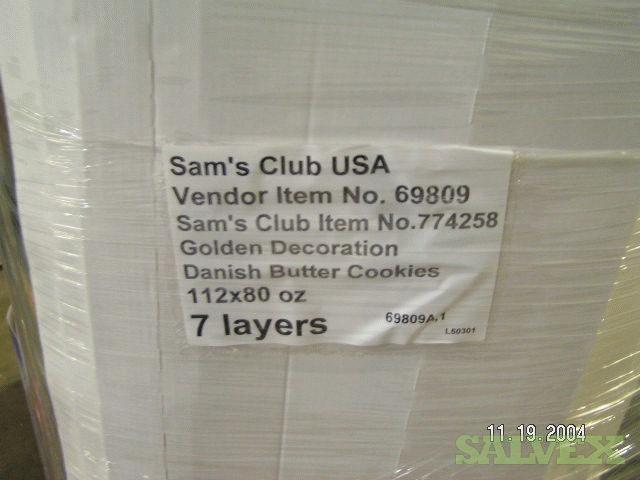 Sam's Club USA
Vendor Item No. 69809
Sam's Club Item No.774258
Golden Decoration
Danish Butter Cookies
112x80 oz
7 layers 69809A.1
L50301
11.19.2004
SALVEX